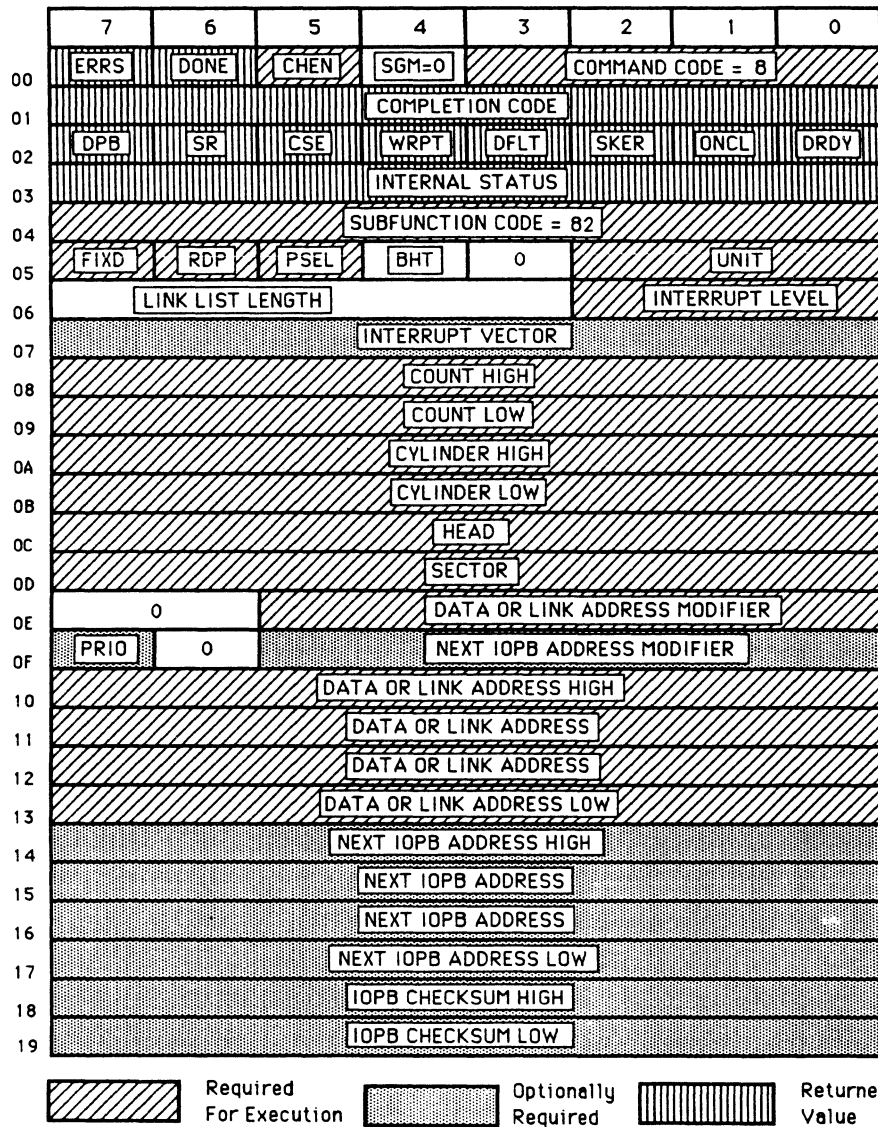 7 6 5 4 3 2 1 0
00 ERRS DONE CHEN SGM=0 COMMAND CODE = 8
01 COMPLETION CODE
02 DPB SR CSE WRPT DFLT SKER ONCL DRDY
03 INTERNAL STATUS
04 SUBFUNCTION CODE = 82
05 FIXD RDP PSEL BHT 0 UNIT
06 LINK LIST LENGTH INTERRUPT LEVEL
07 INTERRUPT VECTOR
08 COUNT HIGH
09 COUNT LOW
0A CYLINDER HIGH
0B CYLINDER LOW
0C HEAD
0D SECTOR
0E 0 DATA OR LINK ADDRESS MODIFIER
0F PRIO 0 NEXT IOPB ADDRESS MODIFIER
10 DATA OR LINK ADDRESS HIGH
11 DATA OR LINK ADDRESS
12 DATA OR LINK ADDRESS
13 DATA OR LINK ADDRESS LOW
14 NEXT IOPB ADDRESS HIGH
15 NEXT IOPB ADDRESS
16 NEXT IOPB ADDRESS
17 NEXT IOPB ADDRESS LOW
18 IOPB CHECKSUM HIGH
19 IOPB CHECKSUM LOW
Required Optionally Returne
For Execution Required Value